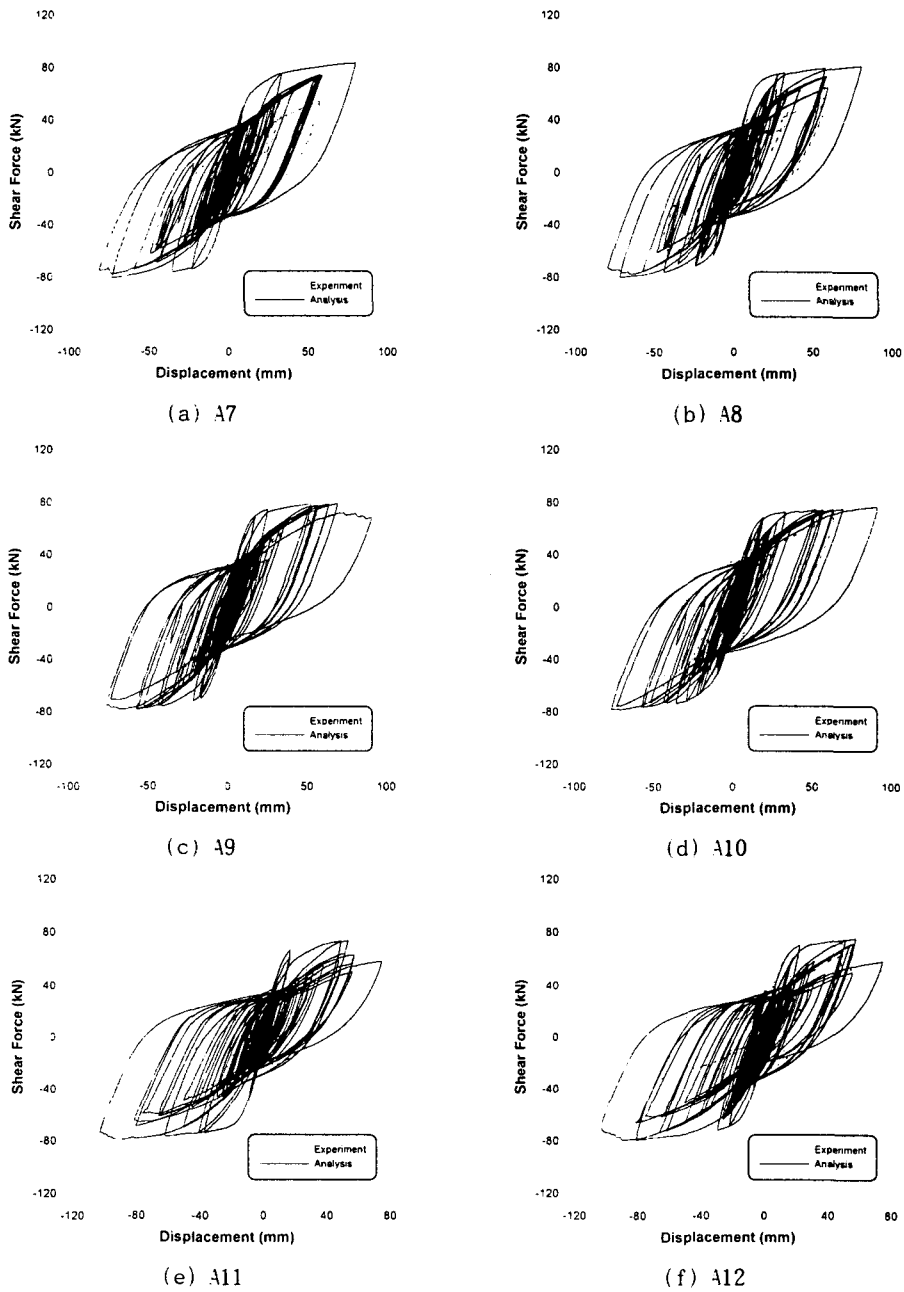 120
80
40
0
-40
-80
-120
Shear Force (kN)
Experiment
Analysis
-100 -50 0 50 100
Displacement (mm)
(a) A7
120
80
40
0
-40
-80
-120
Shear Force (kN)
Experiment
Analysis
-100 -50 0 50 100
Displacement (mm)
(b) A8
120
80
40
0
-40
-80
-120
Shear Force (kN)
Experiment
Analysis
-100 -50 0 50 100
Displacement (mm)
(c) A9
120
80
40
0
-40
-80
-120
Shear Force (kN)
Experiment
Analysis
-100 -50 0 50 100
Displacement (mm)
(d) A10
120
80
40
0
-40
-80
-120
Shear Force (kN)
Experiment
Analysis
-120 -80 -40 0 40 80
Displacement (mm)
(e) A11
120
80
40
0
-40
-80
-120
Shear Force (kN)
Experiment
Analysis
-120 -80 -40 0 40 80
Displacement (mm)
(f) A12